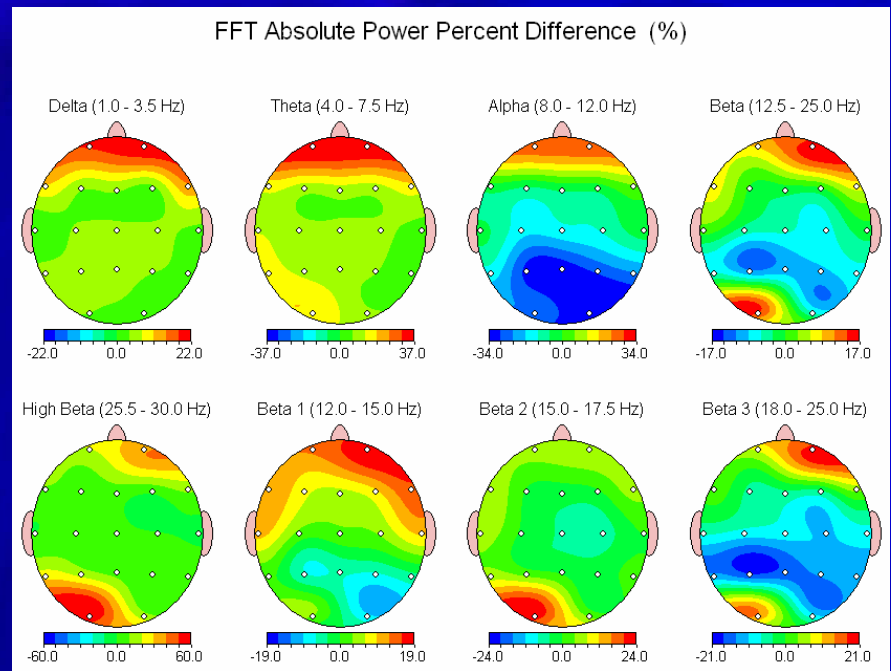 FFT Absolute Power Percent Difference (%)
Delta (1.0 - 3.5 Hz) Theta (4.0 - 7.5 Hz) Alpha (8.0 - 12.0 Hz) Beta (12.5 - 25.0 Hz)
-22.0 0.0 22.0 -37.0 0.0 37.0 -34.0 0.0 34.0 -17.0 0.0 17.0
High Beta (25.5 - 30.0 Hz) Beta 1 (12.0 - 15.0 Hz) Beta 2 (15.0 - 17.5 Hz) Beta 3 (18.0 - 25.0 Hz)
-60.0 0.0 60.0 -19.0 0.0 19.0 -24.0 0.0 24.0 -21.0 0.0 21.0